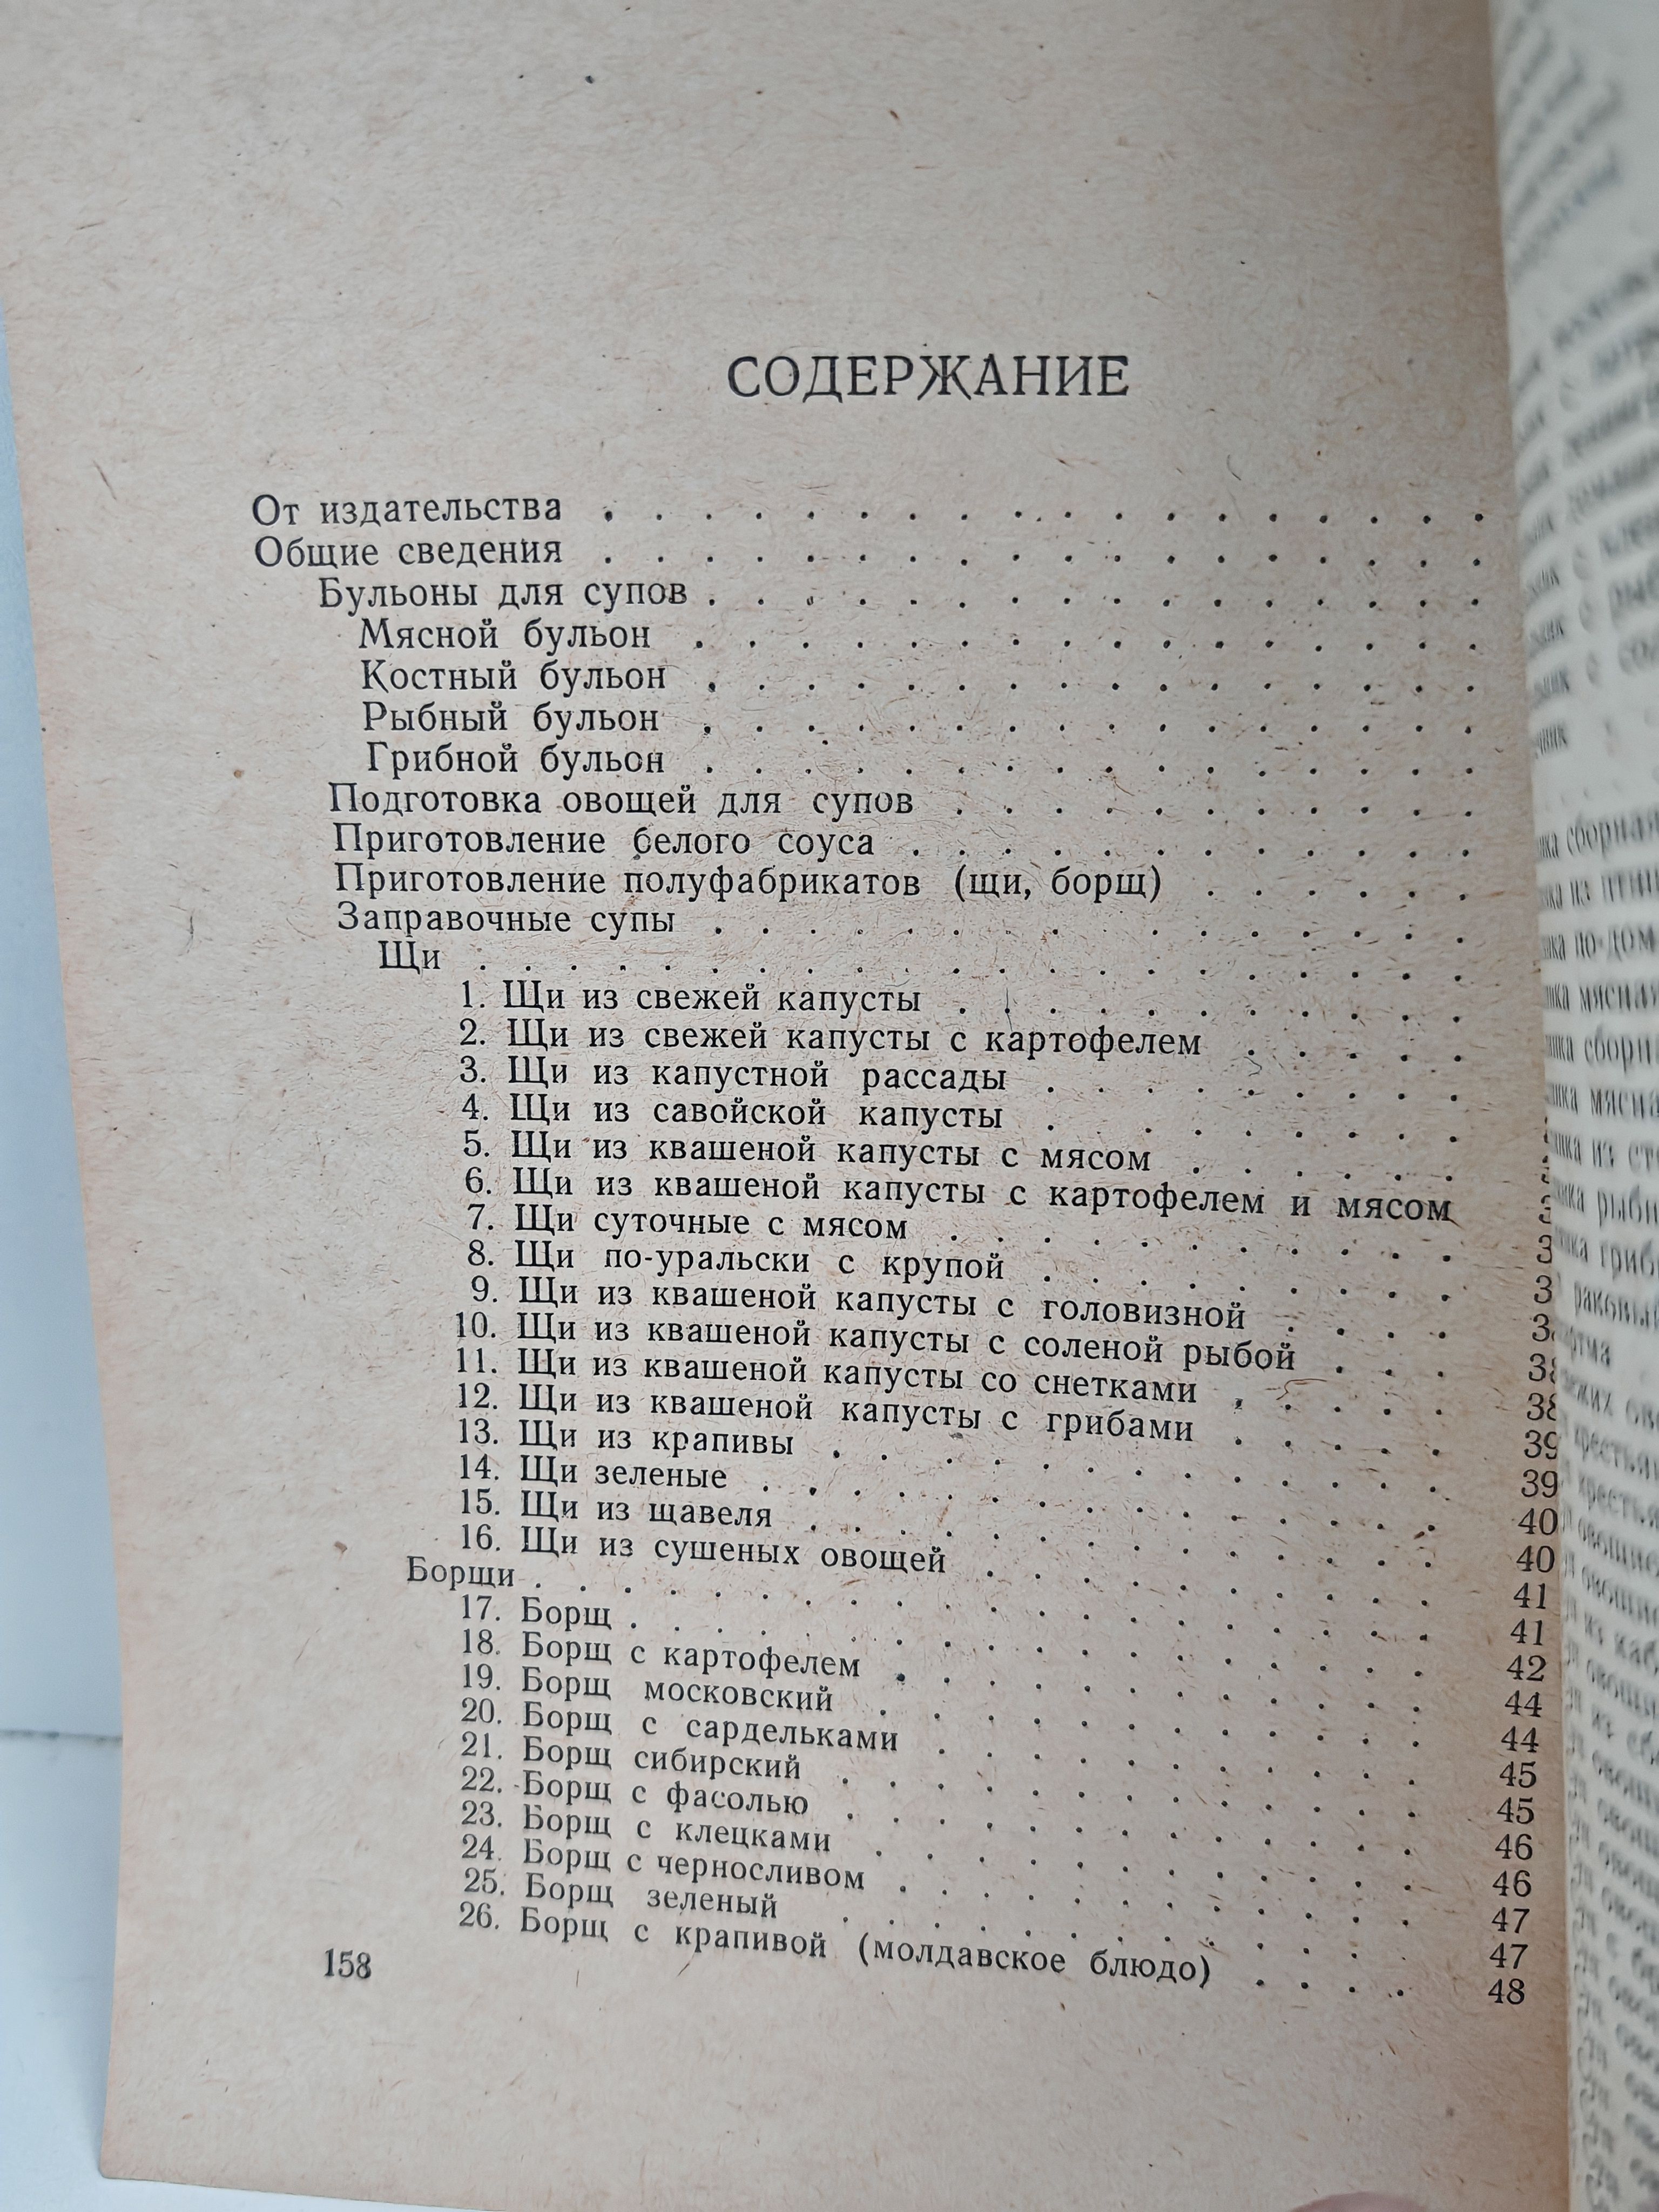 СОДЕРЖАНИЕ
От издательства . . . . . . . . . . . . . . . . . .
Общие сведения . . . . . . . . . . . . . . . . . .
Бульоны для супов . . . . . . . . . . . . . . . .
Мясной бульон . . . . . . . . . . . . . . . .
Костный бульон . . . . . . . . . . . . . . . .
Рыбный бульон . . . . . . . . . . . . . . . .
Грибной бульон . . . . . . . . . . . . . . .
Подготовка овощей для супов . . . . . . . . . . .
Приготовление белого соуса . . . . . . . . . . . .
Приготовление полуфабрикатов (щи, борщ) . . . . . .
Заправочные супы . . . . . . . . . . . . . . .
Щи . . . . . . . . . . . . . . . . . . . .
1. Щи из свежей капусты . . . . . . . . . .
2. Щи из свежей капусты с картофелем . . . . .
3. Щи из капустной рассады . . . . . . . . .
4. Щи из савойской капусты . . . . . . . . .
5. Щи из квашеной капусты с мясом . . . . . .
6. Щи из квашеной капусты с картофелем и мясом
7. Щи суточные с мясом . . . . . . . . . . .
8. Щи по-уральски с крупой . . . . . . . . .
9. Щи из квашеной капусты с головизной . . . .
10. Щи из квашеной капусты с соленой рыбой . . .
11. Щи из квашеной капусты со снетками . . . . . 38
12. Щи из квашеной капусты с грибами . . . . . 39
13. Щи из крапивы . . . . . . . . . . . . . 39
14. Щи зеленые . . . . . . . . . . . . . . 40
15. Щи из щавеля . . . . . . . . . . . . . 40
16. Щи из сушеных овощей . . . . . . . . . . 41
Борщи . . . . . . . . . . . . . . . . . . 41
17. Борщ . . . . . . . . . . . . . . . . . 42
18. Борщ с картофелем . . . . . . . . . . . 44
19. Борщ московский . . . . . . . . . . . . 44
20. Борщ с сардельками . . . . . . . . . . . 45
21. Борщ сибирский . . . . . . . . . . . . . 45
22. Борщ с фасолью . . . . . . . . . . . . . 46
23. Борщ с клецками . . . . . . . . . . . . 46
24. Борщ с черносливом . . . . . . . . . . . 47
25. Борщ зеленый . . . . . . . . . . . . . 47
26. Борщ с крапивой (молдавское блюдо) . . . . 48
158